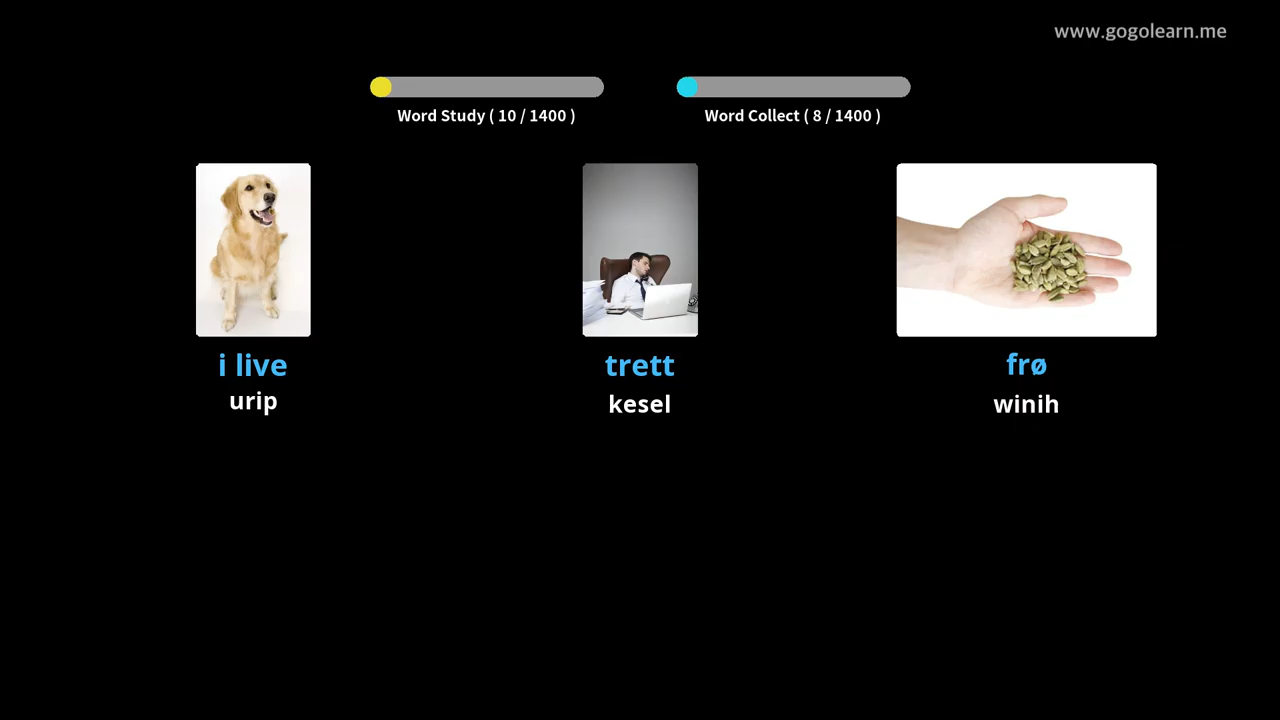 www.gogolearn.me
Word Study ( 10 / 1400 )
Word Collect ( 8 / 1400 )
i live
urip
trett
kesel
frø
winih